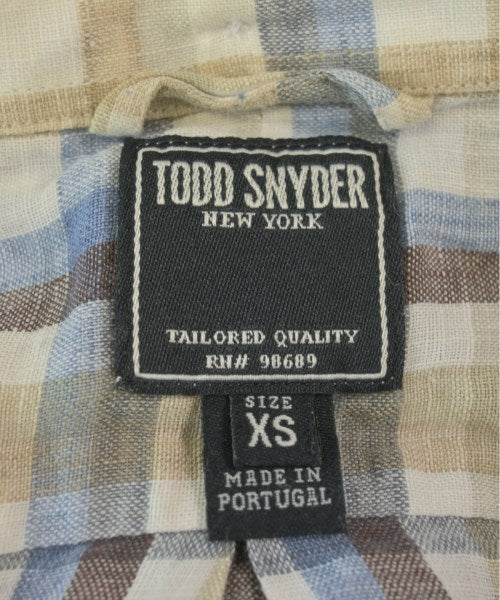 TODD SNYDER
NEW YORK
TAILORED QUALITY
RN# 98689
SIZE
XS
MADE IN
PORTUGAL